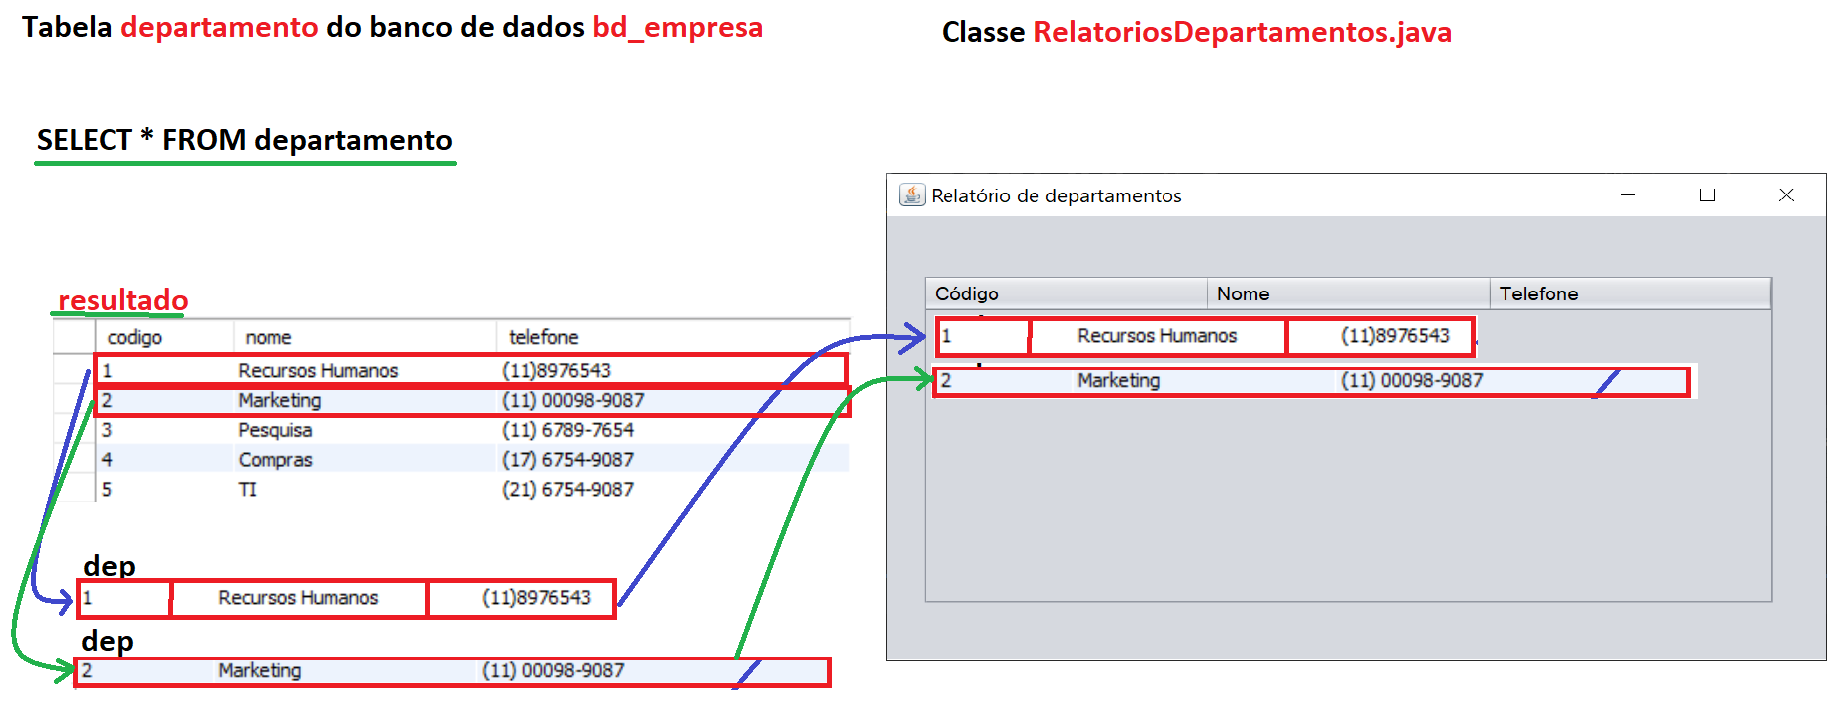 Tabela departamento do banco de dados bd_empresa
Classe RelatoriosDepartamentos.java
SELECT * FROM departamento
resultado
codigo nome telefone
1 Recursos Humanos (11)8976543
2 Marketing (11) 00098-9087
3 Pesquisa (11) 6789-7654
4 Compras (17) 6754-9087
5 TI (21) 6754-9087
dep
1 Recursos Humanos (11)8976543
dep
2 Marketing (11) 00098-9087
Relatório de departamentos
Código Nome Telefone
1 Recursos Humanos (11)8976543
2 Marketing (11) 00098-9087